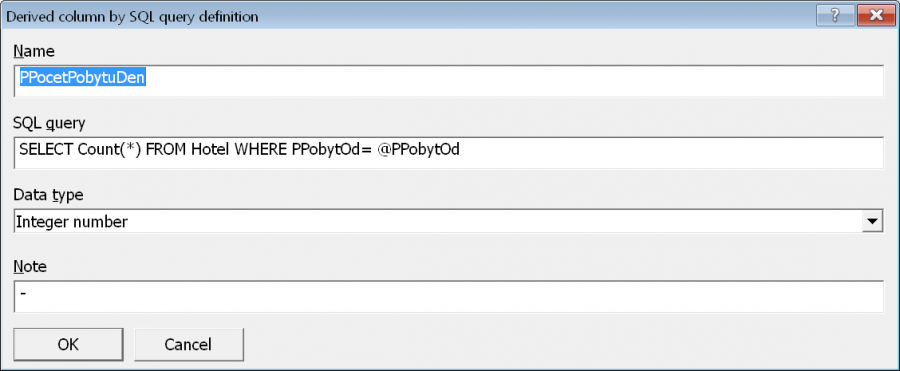 Derived column by SQL query definition
Name
PPocetPobytuDen
SQL query
SELECT Count(*) FROM Hotel WHERE PPobytOd= @PPobytOd
Data type
Integer number
Note
-
OK Cancel